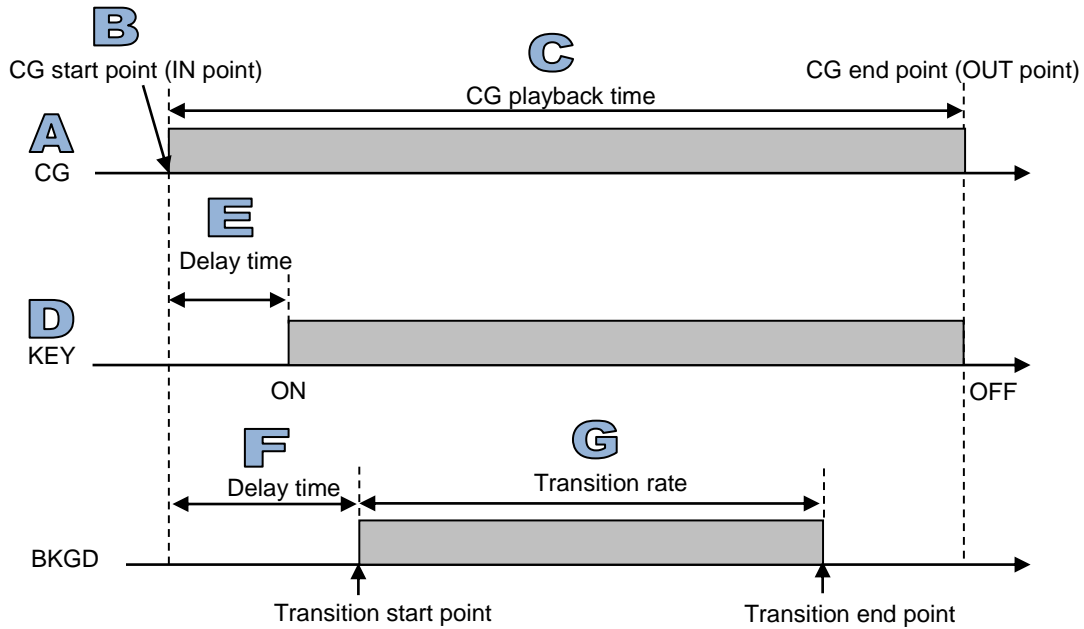 B
CG start point (IN point)
C
CG end point (OUT point)
CG playback time
A
CG
E
Delay time
D
KEY
ON
OFF
F
G
Delay time
Transition rate
BKGD
Transition start point
Transition end point